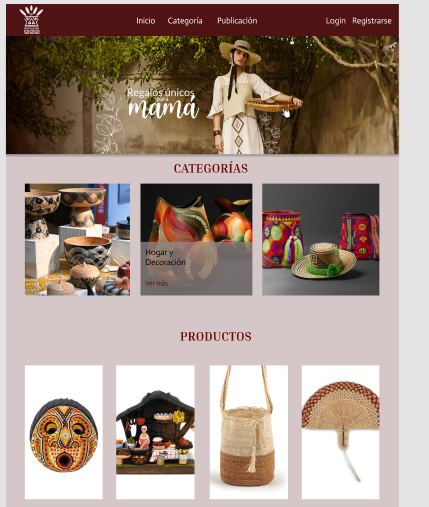 Inicio Categoría Publicación Login Registrarse
Regalos únicos
para
mamá
CATEGORÍAS
Hogar y
Decoración
Ver más
PRODUCTOS